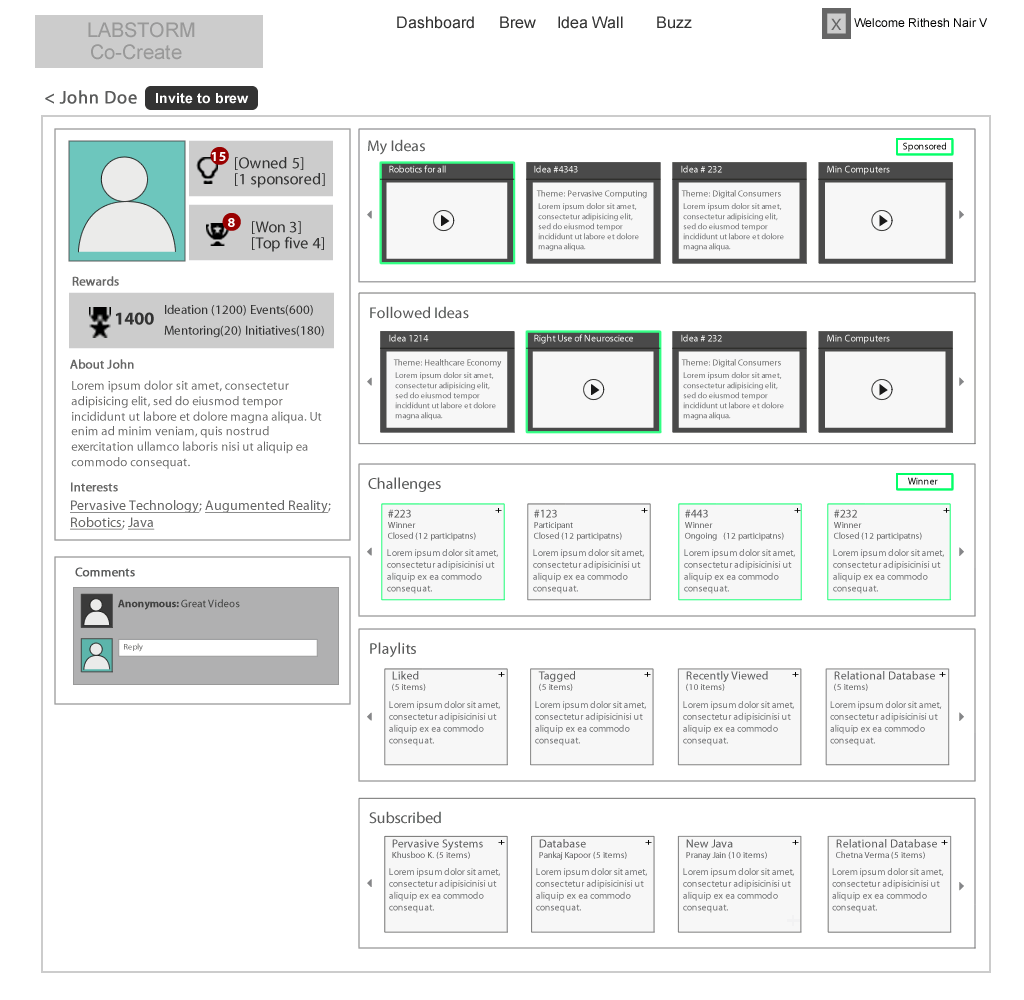 LABSTORM
Co-Create
Dashboard Brew Idea Wall Buzz
X Welcome Rithesh Nair V
< John Doe Invite to brew
15
[Owned 5]
[1 sponsored]
8
[Won 3]
[Top five 4]
Rewards
1400
Ideation (1200) Events(600)
Mentoring(20) Initiatives(180)
About John
Lorem ipsum dolor sit amet, consectetur
adipisicing elit, sed do eiusmod tempor
incididunt ut labore et dolore magna aliqua. Ut
enim ad minim veniam, quis nostrud
exercitation ullamco laboris nisi ut aliquip ea
commodo consequat.
Interests
Pervasive Technology; Augmented Reality;
Robotics; Java
Comments
Anonymous: Great Videos
Reply
My Ideas
Sponsored
Robotics for all
Idea #4343
Theme: Pervasive Computing
Lorem ipsum dolor sit amet,
consectetur adipisicing elit,
sed do eiusmod tempor
incididunt ut labore et dolore
magna aliqua.
Idea # 232
Theme: Digital Consumers
Lorem ipsum dolor sit amet,
consectetur adipisicing elit,
sed do eiusmod tempor
incididunt ut labore et dolore
magna aliqua.
Min Computers
Followed Ideas
Idea 1214
Theme: Healthcare Economy
Lorem ipsum dolor sit amet,
consectetur adipisicing elit,
sed do eiusmod tempor
incididunt ut labore et dolore
magna aliqua.
Right Use of Neurosciece
Idea # 232
Theme: Digital Consumers
Lorem ipsum dolor sit amet,
consectetur adipisicing elit,
sed do eiusmod tempor
incididunt ut labore et dolore
magna aliqua.
Min Computers
Challenges
Winner
#223 +
Winner
Closed (12 participatns)
Lorem ipsum dolor sit amet,
consectetur adipisicinisi ut
aliquip ex ea commodo
consequat.
#123 +
Participant
Closed (12 participatns)
Lorem ipsum dolor sit amet,
consectetur adipisicinisi ut
aliquip ex ea commodo
consequat.
#443 +
Winner
Ongoing (12 participatns)
Lorem ipsum dolor sit amet,
consectetur adipisicinisi ut
aliquip ex ea commodo
consequat.
#232 +
Winner
Closed (12 participatns)
Lorem ipsum dolor sit amet,
consectetur adipisicinisi ut
aliquip ex ea commodo
consequat.
Playlits
Liked +
(5 items)
Lorem ipsum dolor sit amet,
consectetur adipisicinisi ut
aliquip ex ea commodo
consequat.
Tagged +
(5 items)
Lorem ipsum dolor sit amet,
consectetur adipisicinisi ut
aliquip ex ea commodo
consequat.
Recently Viewed +
(10 items)
Lorem ipsum dolor sit amet,
consectetur adipisicinisi ut
aliquip ex ea commodo
consequat.
Relational Database +
(5 items)
Lorem ipsum dolor sit amet,
consectetur adipisicinisi ut
aliquip ex ea commodo
consequat.
Subscribed
Pervasive Systems +
Khusboo K. (5 items)
Lorem ipsum dolor sit amet,
consectetur adipisicinisi ut
aliquip ex ea commodo
consequat.
Database +
Pankaj Kapoor (5 items)
Lorem ipsum dolor sit amet,
consectetur adipisicinisi ut
aliquip ex ea commodo
consequat.
New Java +
Pranay Jain (10 items)
Lorem ipsum dolor sit amet,
consectetur adipisicinisi ut
aliquip ex ea commodo
consequat.
Relational Database +
Chetna Verma (5 items)
Lorem ipsum dolor sit amet,
consectetur adipisicinisi ut
aliquip ex ea commodo
consequat.